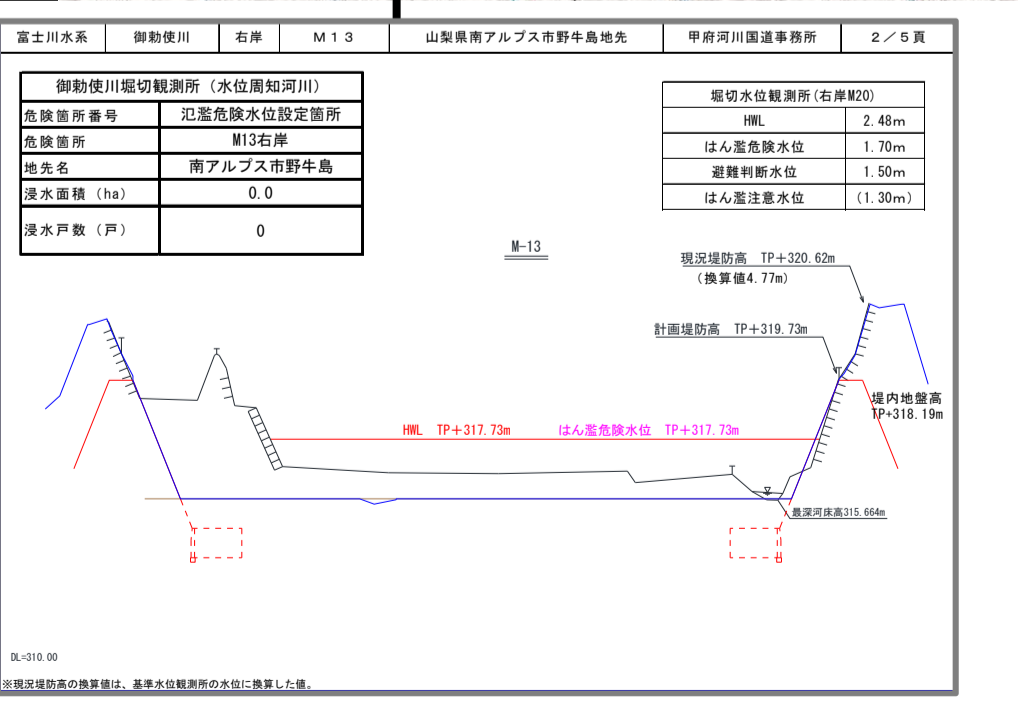 富士川水系 御勅使川 右岸 M13 山梨県南アルプス市野牛島地先 甲府河川国道事務所 2/5頁
御勅使川堀切観測所(水位周知河川)
危険箇所番号 氾濫危険水位設定箇所
危険箇所 M13右岸
地先名 南アルプス市野牛島
浸水面積(ha) 0.0
浸水戸数(戸) 0
堀切水位観測所(右岸M20)
HWL 2.48m
はん濫危険水位 1.70m
避難判断水位 1.50m
はん濫注意水位 (1.30m)
M-13
現況堤防高 TP+320.62m
(換算値4.77m)
計画堤防高 TP+319.73m
堤内地盤高
TP+318.19m
HWL TP+317.73m はん濫危険水位 TP+317.73m
最深河床高315.664m
DL=310.00
※現況堤防高の換算値は、基準水位観測所の水位に換算した値。